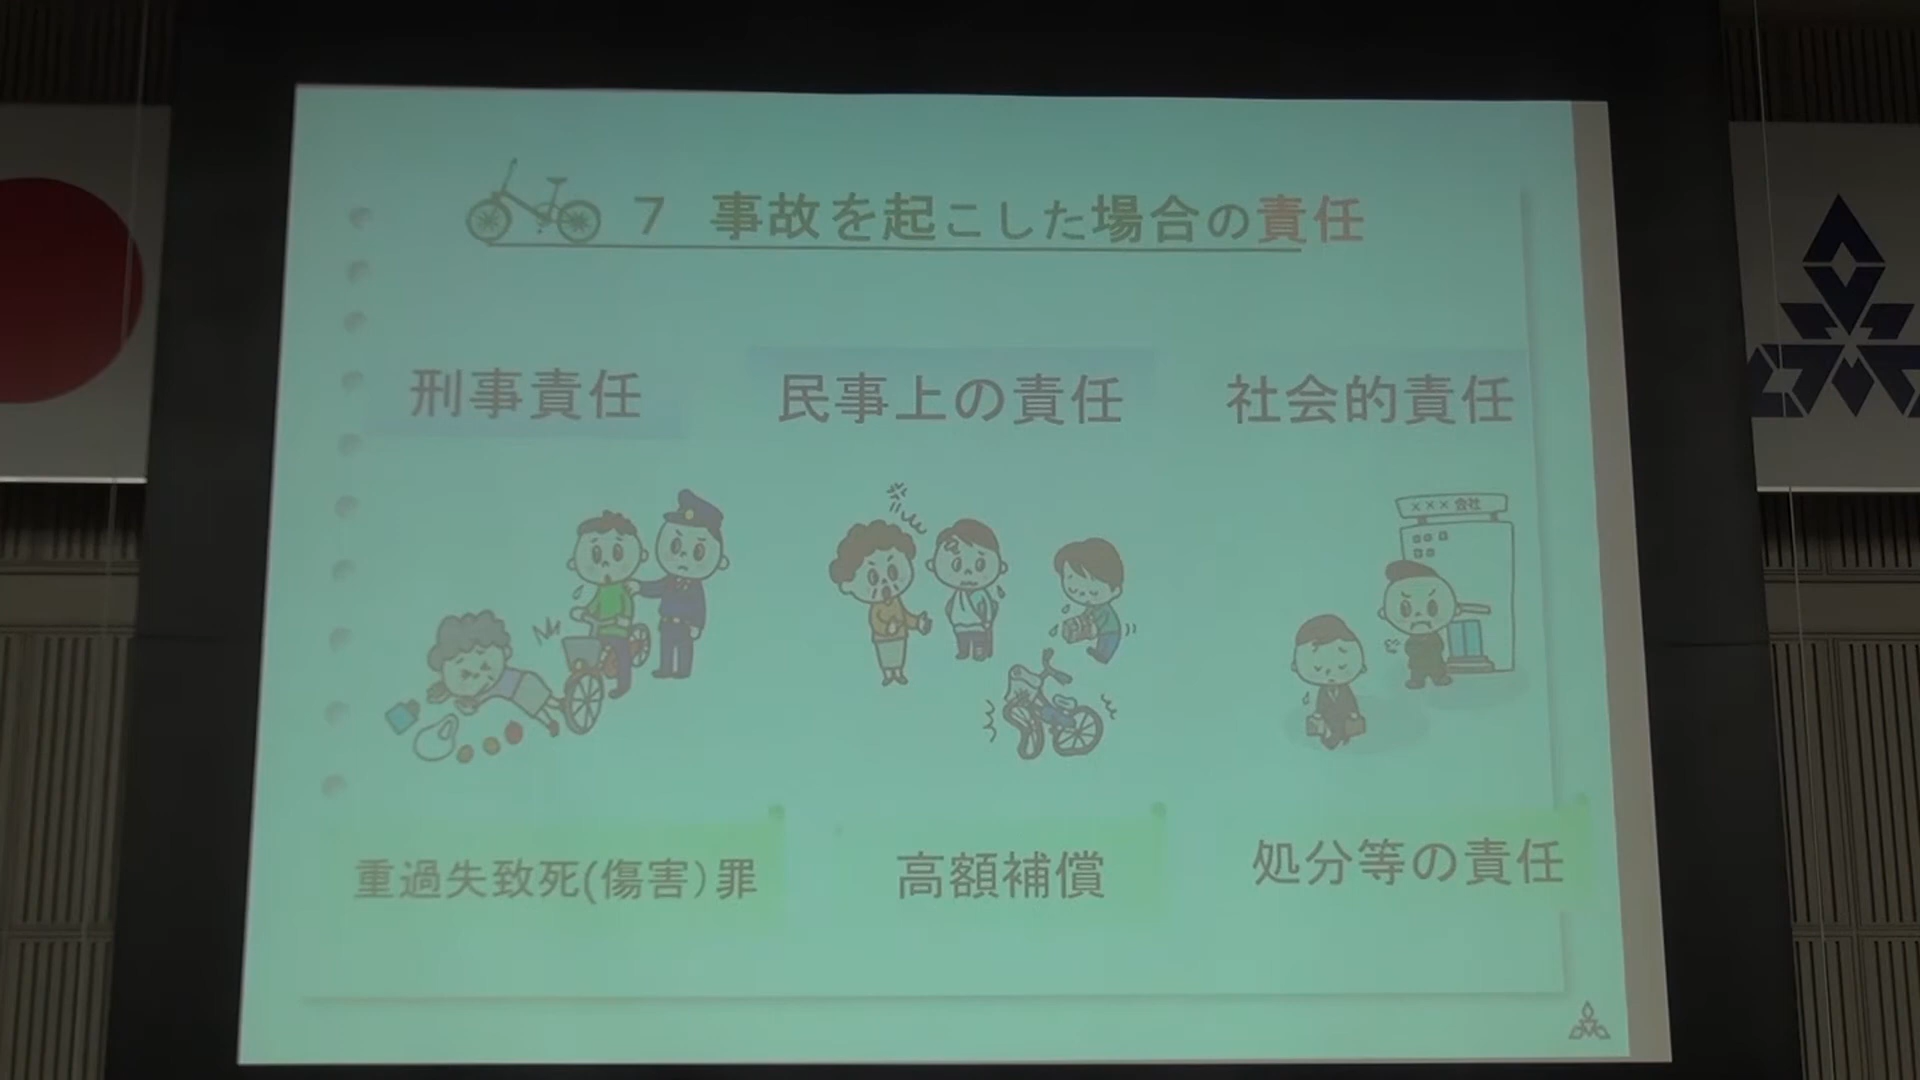 7 事故を起こした場合の責任
刑事責任
民事上の責任
社会的責任
×××会社
重過失致死(傷害)罪
高額補償
処分等の責任